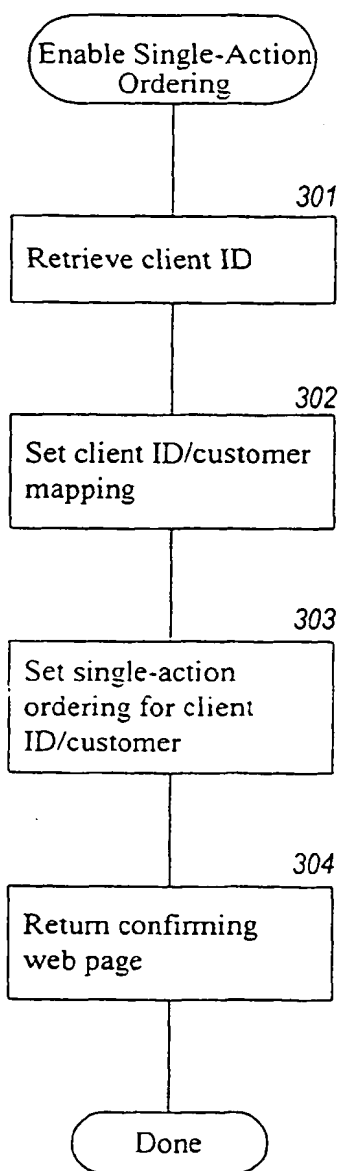 Enable Single-Action
Ordering
301
Retrieve client ID
302
Set client ID/customer
mapping
303
Set single-action
ordering for client
ID/customer
304
Return confirming
web page
Done